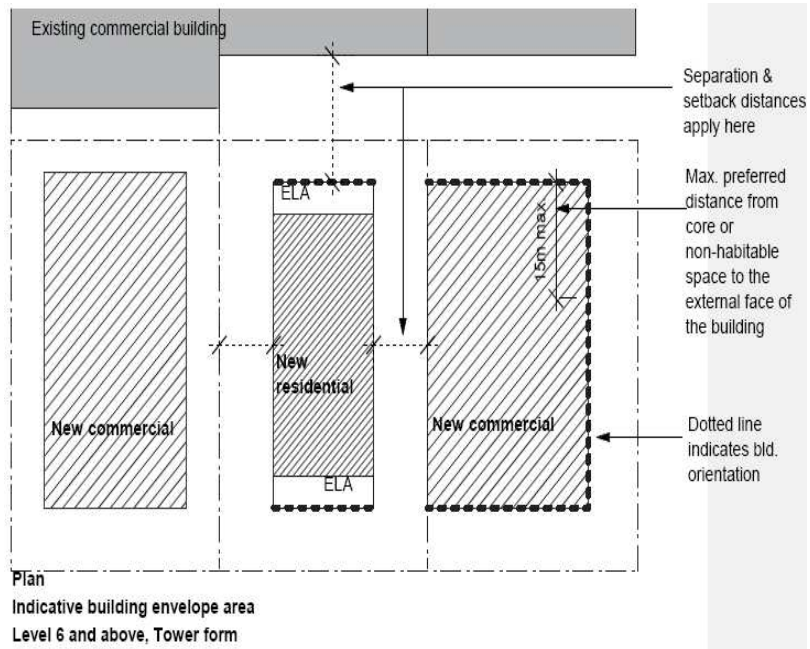 Existing commercial building
Separation &
setback distances
apply here
ELA
Max. preferred
distance from
core or
non-habitable
space to the
external face of
the building
15m max.
New
residential
New commercial
New commercial
Dotted line
indicates bld.
orientation
ELA
Plan
Indicative building envelope area
Level 6 and above, Tower form